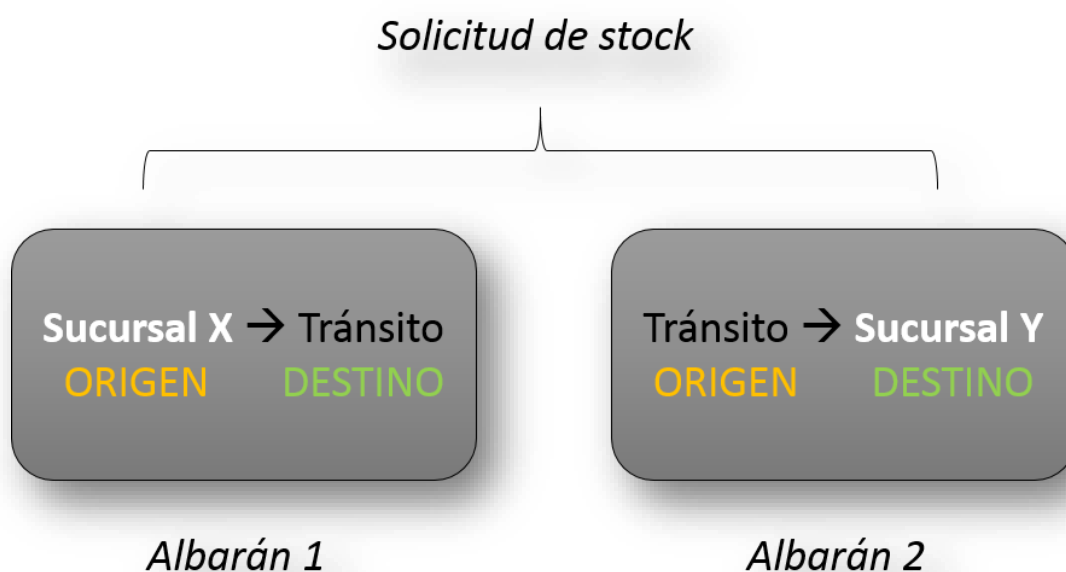 Solicitud de stock
Sucursal X → Tránsito
ORIGEN DESTINO
Tránsito → Sucursal Y
ORIGEN DESTINO
Albarán 1
Albarán 2